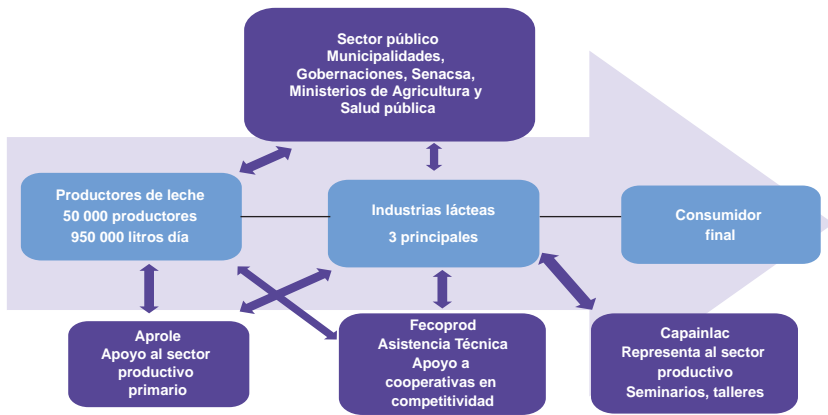 Sector público
Municipalidades,
Gobernaciones, Senacsa,
Ministerios de Agricultura y
Salud pública
Productores de leche
50 000 productores
950 000 litros día
Industrias lácteas
3 principales
Consumidor
final
Aprole
Apoyo al sector
productivo
primario
Fecoprod
Asistencia Técnica
Apoyo a
cooperativas en
competitividad
Capainlac
Representa al sector
productivo
Seminarios, talleres